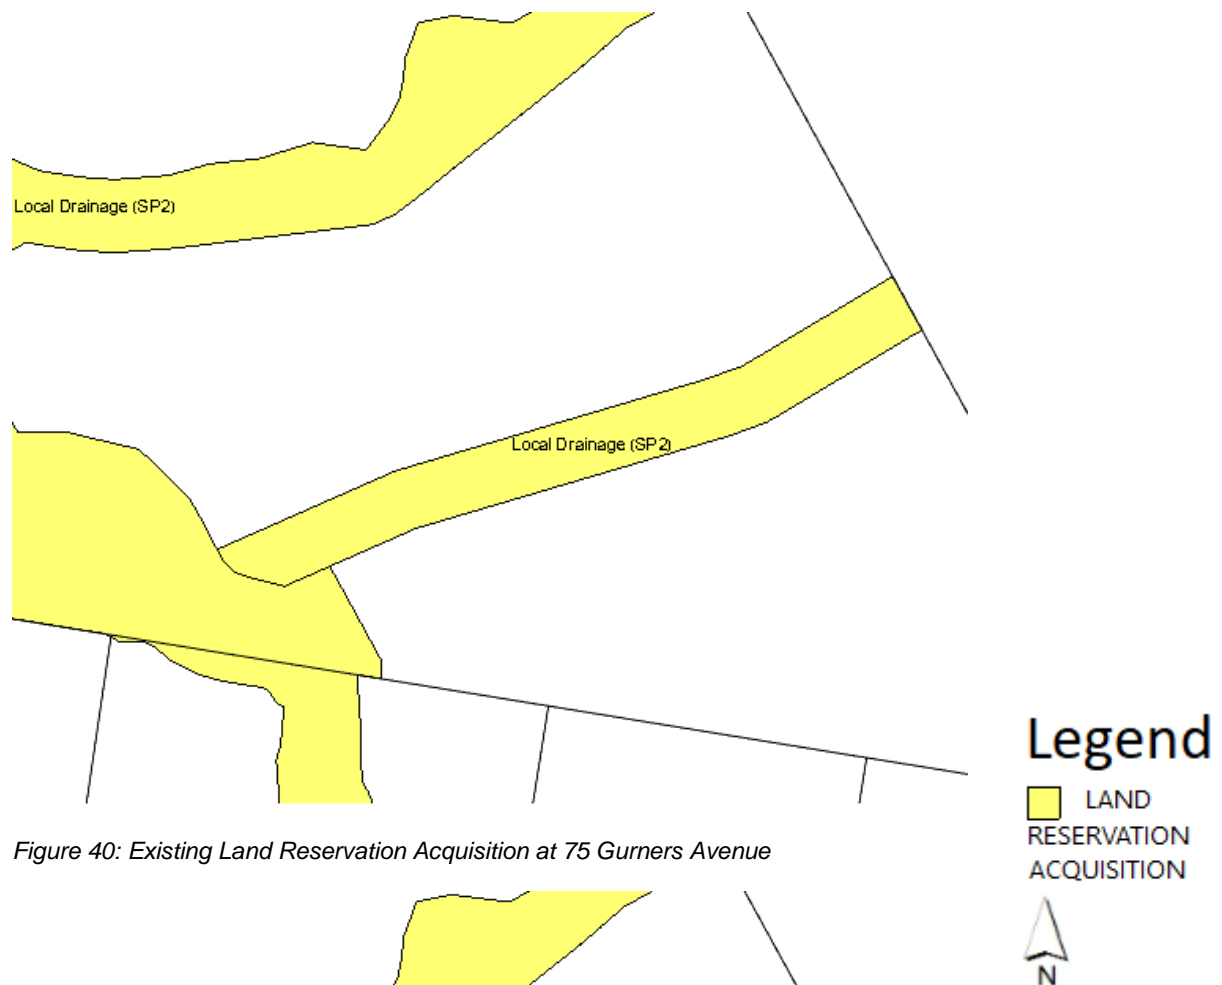 Local Drainage (SP2)
Local Drainage (SP2)
Legend
LAND
RESERVATION
ACQUISITION
N
Figure 40: Existing Land Reservation Acquisition at 75 Gurners Avenue